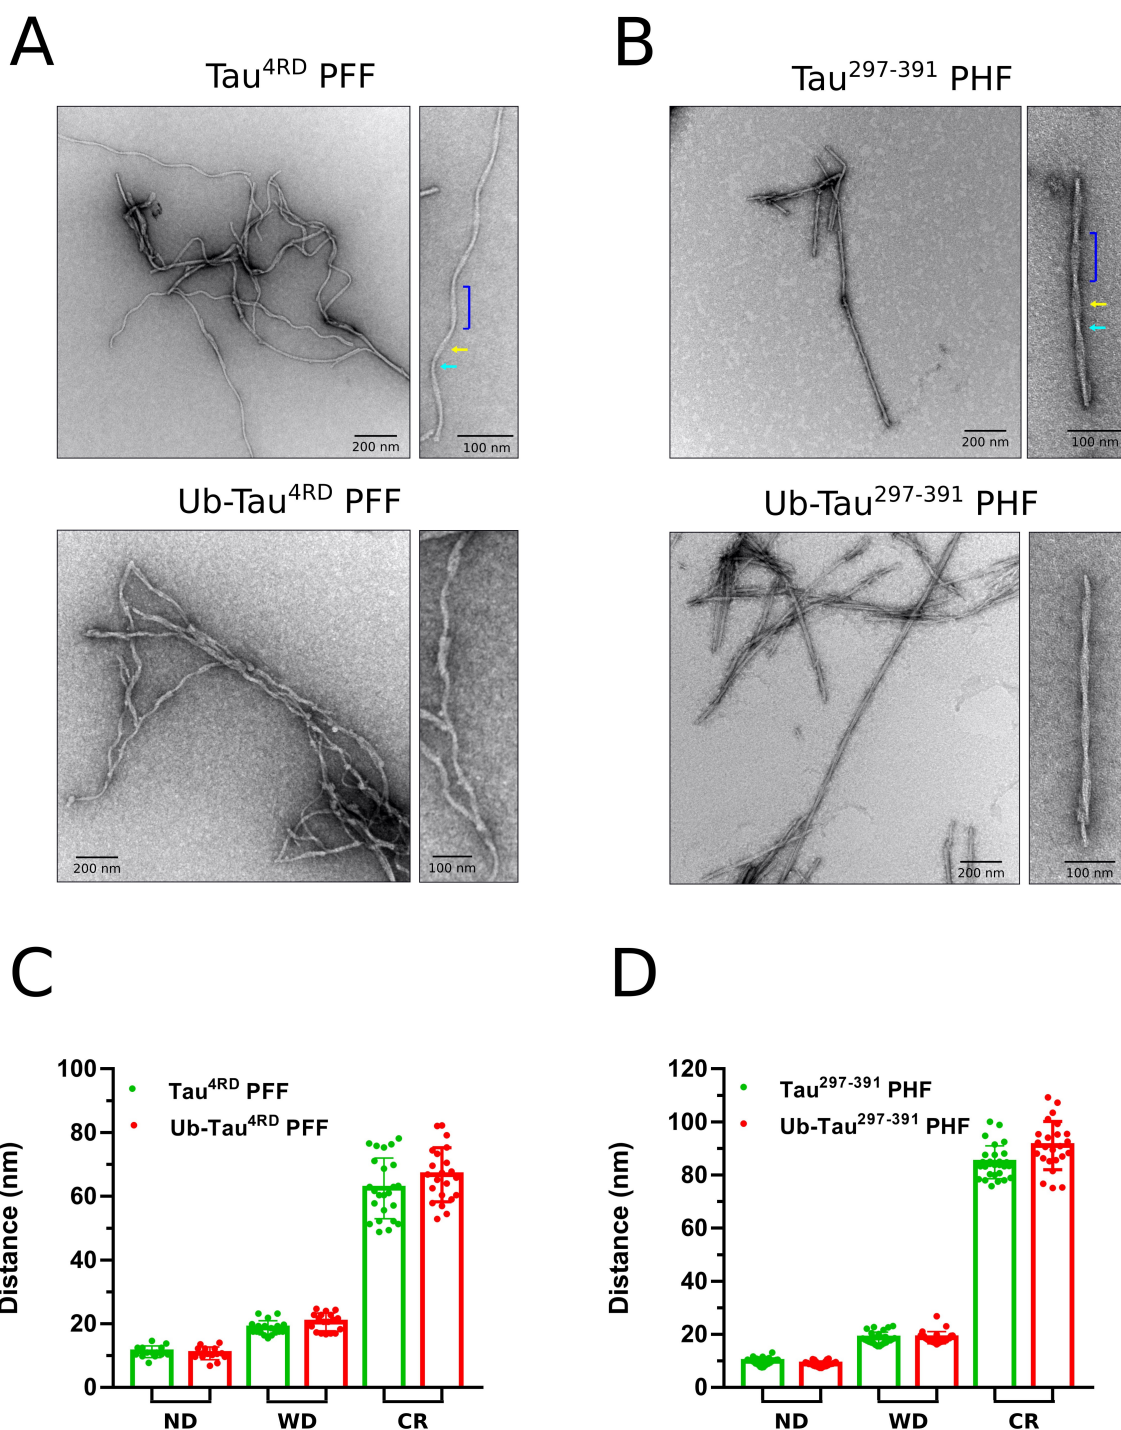 A
B
Tau4RD PFF
Tau297-391 PHF
200 nm
100 nm
200 nm
100 nm
Ub-Tau4RD PFF
Ub-Tau297-391 PHF
200 nm
100 nm
200 nm
100 nm
C
D
100
80
60
40
20
0
Distance (nm)
Tau4RD PFF
Ub-Tau4RD PFF
ND
WD
CR
120
100
80
60
40
20
0
Distance (nm)
Tau297-391 PHF
Ub-Tau297-391 PHF
ND
WD
CR